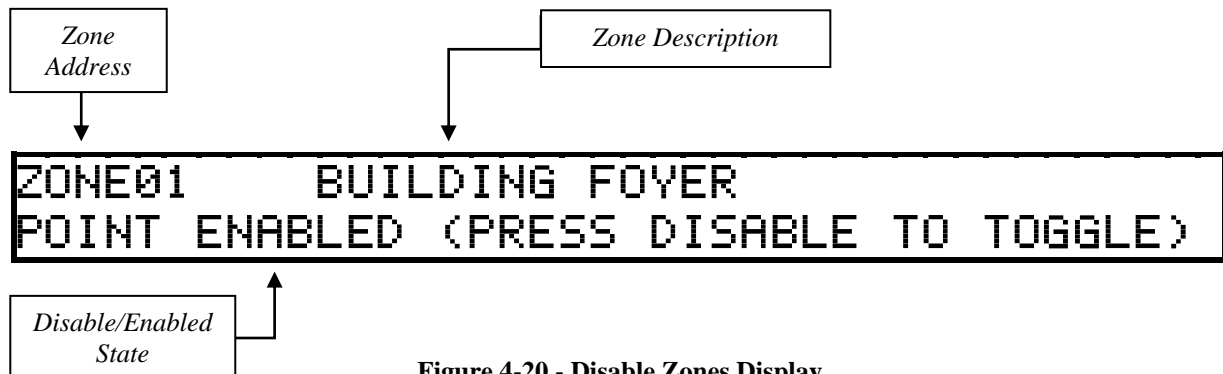 Zone
Address
Zone Description
ZONE01 BUILDING FOYER
POINT ENABLED (PRESS DISABLE TO TOGGLE)
Disable/Enabled
State
Figure 4-20 - Disable Zones Display